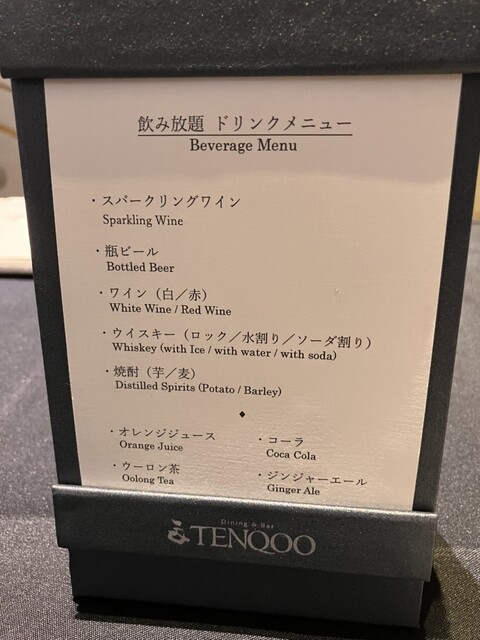 飲み放題 ドリンクメニュー
Beverage Menu
・スパークリングワイン
Sparkling Wine
・瓶ビール
Bottled Beer
・ワイン（白／赤）
White Wine / Red Wine
・ウイスキー（ロック／水割り／ソーダ割り）
Whiskey (with Ice / with water / with soda)
・焼酎（芋／麦）
Distilled Spirits (Potato / Barley)
・オレンジジュース
Orange Juice
・コーラ
Coca Cola
・ウーロン茶
Oolong Tea
・ジンジャーエール
Ginger Ale
Dining & Bar
TENQOO